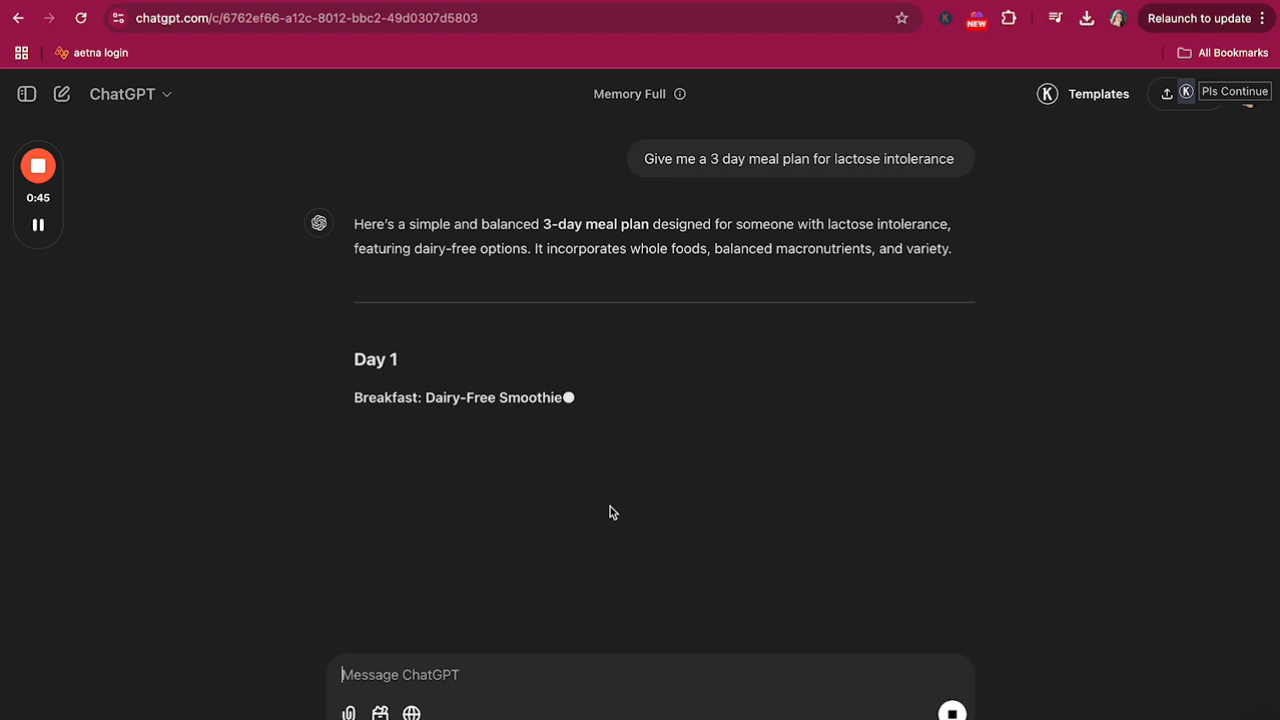 chatgpt.com/c/6762ef66-a12c-8012-bbc2-49d0307d5803
NEW
Relaunch to update
aetna login
All Bookmarks
ChatGPT
Memory Full
K
Templates
K
Pls Continue
0:45
Give me a 3 day meal plan for lactose intolerance
Here's a simple and balanced 3-day meal plan designed for someone with lactose intolerance,
featuring dairy-free options. It incorporates whole foods, balanced macronutrients, and variety.
Day 1
Breakfast: Dairy-Free Smoothie
Message ChatGPT